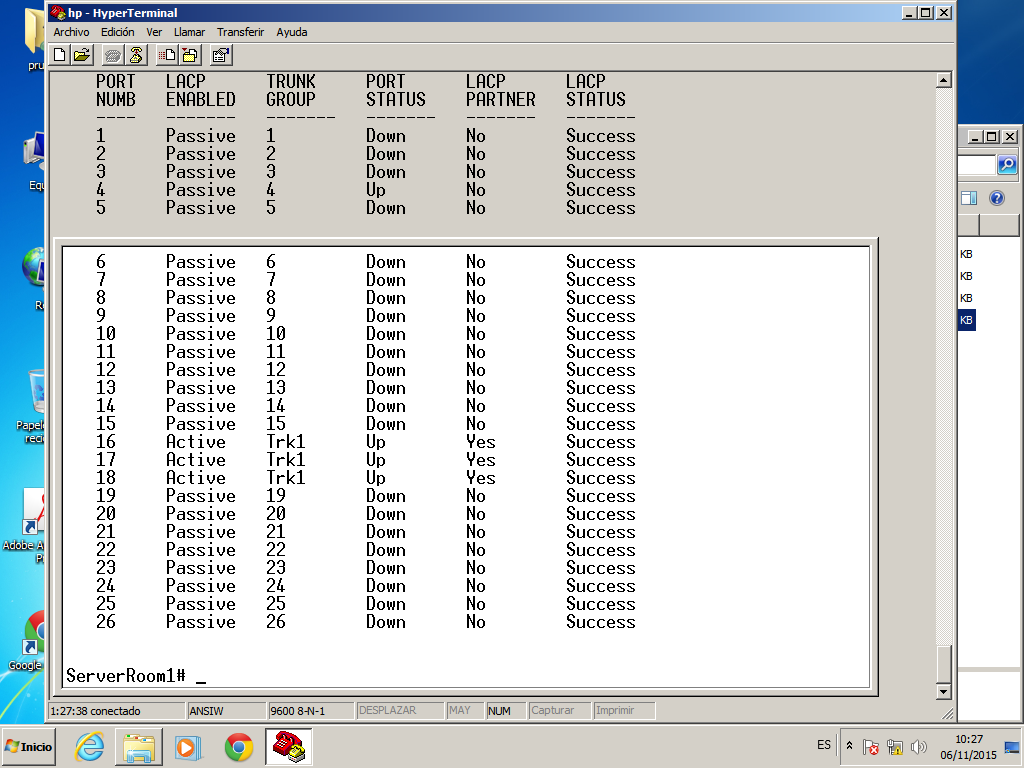 hp - HyperTerminal
Archivo Edición Ver Llamar Transferir Ayuda
PORT LACP TRUNK PORT LACP LACP
NUMB ENABLED GROUP STATUS PARTNER STATUS
---- ------- ------- ------- ------- -------
1 Passive 1 Down No Success
2 Passive 2 Down No Success
3 Passive 3 Down No Success
4 Passive 4 Up No Success
5 Passive 5 Down No Success
6 Passive 6 Down No Success
7 Passive 7 Down No Success
8 Passive 8 Down No Success
9 Passive 9 Down No Success
10 Passive 10 Down No Success
11 Passive 11 Down No Success
12 Passive 12 Down No Success
13 Passive 13 Down No Success
14 Passive 14 Down No Success
15 Passive 15 Down No Success
16 Active Trk1 Up Yes Success
17 Active Trk1 Up Yes Success
18 Active Trk1 Up Yes Success
19 Passive 19 Down No Success
20 Passive 20 Down No Success
21 Passive 21 Down No Success
22 Passive 22 Down No Success
23 Passive 23 Down No Success
24 Passive 24 Down No Success
25 Passive 25 Down No Success
26 Passive 26 Down No Success
ServerRoom1# _
1:27:38 conectado ANSIW 9600 8-N-1 DESPLAZAR MAY NUM Capturar Imprimir
pru
Equ
R
Papel
reci
Adobe A
P
Google
KB
KB
KB
KB
Inicio
ES
10:27
06/11/2015